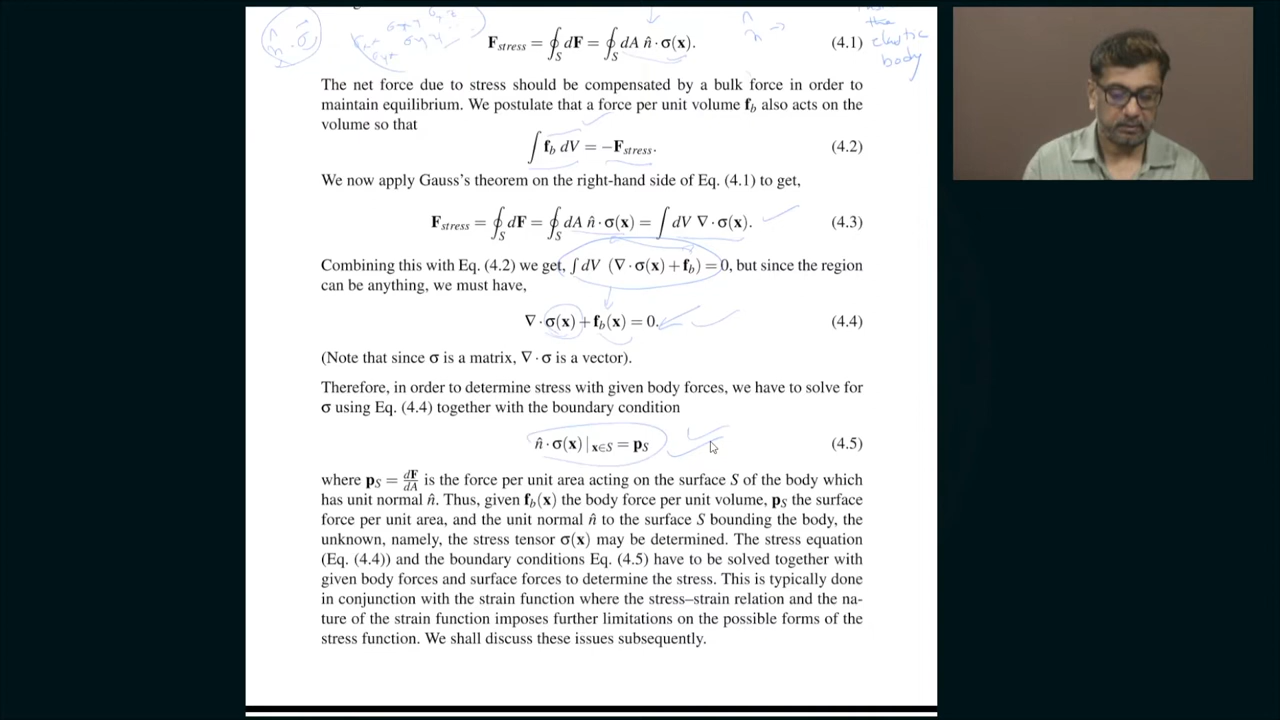 n̂ · σ
σxy σyz
σyy
the
elastic
body
F_stress = ∮_S dF = ∮_S dA n̂ · σ(x). (4.1)
The net force due to stress should be compensated by a bulk force in order to
maintain equilibrium. We postulate that a force per unit volume f_b also acts on the
volume so that
∫ f_b dV = −F_stress. (4.2)
We now apply Gauss's theorem on the right-hand side of Eq. (4.1) to get,
F_stress = ∮_S dF = ∮_S dA n̂ · σ(x) = ∫ dV ∇ · σ(x). (4.3)
Combining this with Eq. (4.2) we get, ∫ dV (∇ · σ(x) + f_b) = 0, but since the region
can be anything, we must have,
∇ · σ(x) + f_b(x) = 0. (4.4)
(Note that since σ is a matrix, ∇ · σ is a vector).
Therefore, in order to determine stress with given body forces, we have to solve for
σ using Eq. (4.4) together with the boundary condition
n̂ · σ(x)|_{x∈S} = p_S (4.5)
where p_S = dF/dA is the force per unit area acting on the surface S of the body which
has unit normal n̂. Thus, given f_b(x) the body force per unit volume, p_S the surface
force per unit area, and the unit normal n̂ to the surface S bounding the body, the
unknown, namely, the stress tensor σ(x) may be determined. The stress equation
(Eq. (4.4)) and the boundary conditions Eq. (4.5) have to be solved together with
given body forces and surface forces to determine the stress. This is typically done
in conjunction with the strain function where the stress–strain relation and the na-
ture of the strain function imposes further limitations on the possible forms of the
stress function. We shall discuss these issues subsequently.